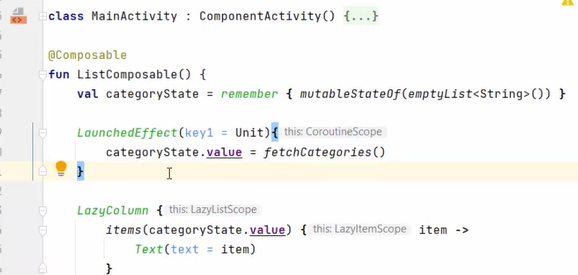 class MainActivity : ComponentActivity() {...}
@Composable
fun ListComposable() {
val categoryState = remember { mutableStateOf(emptyList<String>()) }
LaunchedEffect(key1 = Unit){ this: CoroutineScope
categoryState.value = fetchCategories()
}
LazyColumn { this: LazyListScope
items(categoryState.value) { this: LazyItemScope item ->
Text(text = item)
}